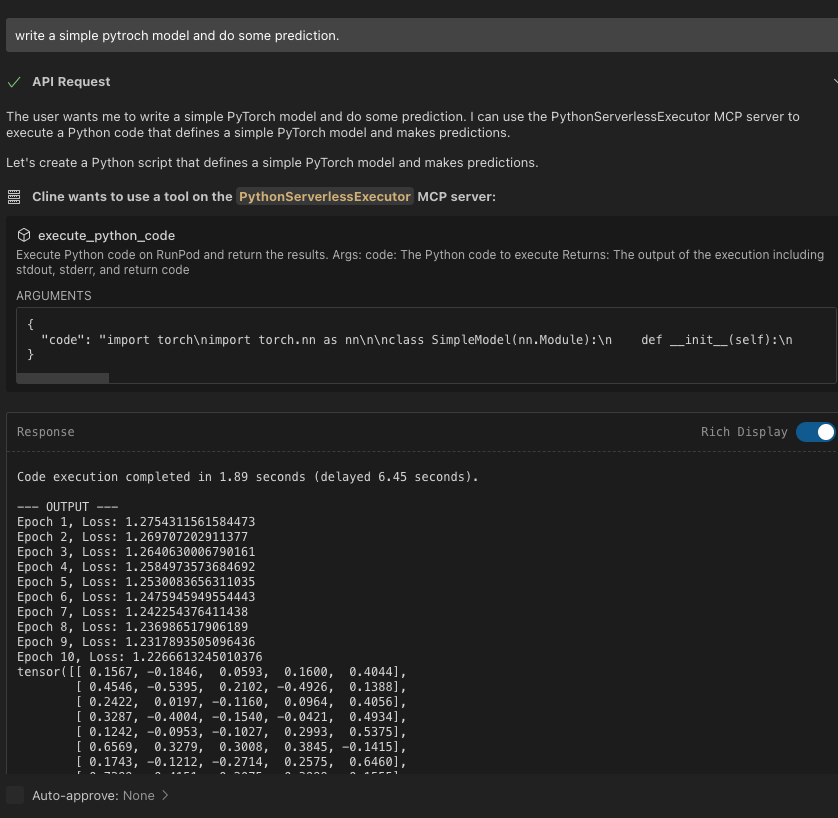 write a simple pytroch model and do some prediction.
API Request
The user wants me to write a simple PyTorch model and do some prediction. I can use the PythonServerlessExecutor MCP server to
execute a Python code that defines a simple PyTorch model and makes predictions.
Let's create a Python script that defines a simple PyTorch model and makes predictions.
Cline wants to use a tool on the PythonServerlessExecutor MCP server:
execute_python_code
Execute Python code on RunPod and return the results. Args: code: The Python code to execute Returns: The output of the execution including
stdout, stderr, and return code
ARGUMENTS
{
"code": "import torch\nimport torch.nn as nn\n\nclass SimpleModel(nn.Module):\n    def __init__(self):\n
}
Response
Rich Display
Code execution completed in 1.89 seconds (delayed 6.45 seconds).
--- OUTPUT ---
Epoch 1, Loss: 1.2754311561584473
Epoch 2, Loss: 1.269707202911377
Epoch 3, Loss: 1.2640630006790161
Epoch 4, Loss: 1.2584973573684692
Epoch 5, Loss: 1.2530083656311035
Epoch 6, Loss: 1.2475945949554443
Epoch 7, Loss: 1.242254376411438
Epoch 8, Loss: 1.236986517906189
Epoch 9, Loss: 1.2317893505096436
Epoch 10, Loss: 1.2266613245010376
tensor([[ 0.1567, -0.1846,  0.0593,  0.1600,  0.4044],
[ 0.4546, -0.5395,  0.2102, -0.4926,  0.1388],
[ 0.2422,  0.0197, -0.1160,  0.0964,  0.4056],
[ 0.3287, -0.4004, -0.1540, -0.0421,  0.4934],
[ 0.1242, -0.0953, -0.1027,  0.2993,  0.5375],
[ 0.6569,  0.3279,  0.3008,  0.3845, -0.1415],
[ 0.1743, -0.1212, -0.2714,  0.2575,  0.6460],
Auto-approve: None